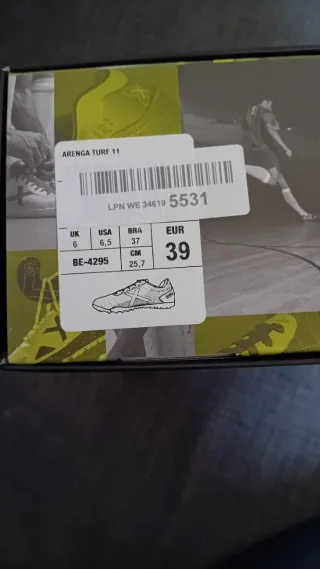 ARENGA TURF 11
LPN WE 34619 5531
UK USA BRA EUR
6 6,5 37 39
BE-4295 CM
25,7